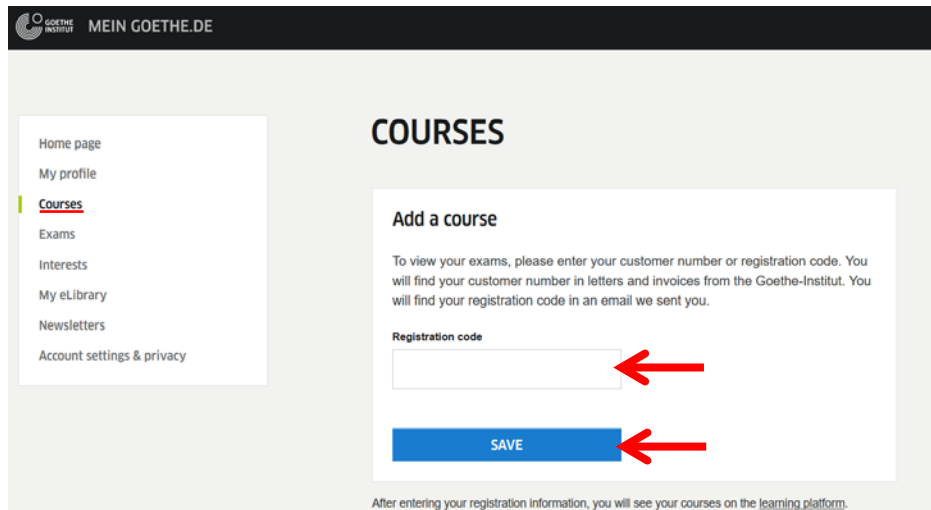 GOETHE
INSTITUT
MEIN GOETHE.DE
Home page
My profile
Courses
Exams
Interests
My eLibrary
Newsletters
Account settings & privacy
COURSES
Add a course
To view your exams, please enter your customer number or registration code. You
will find your customer number in letters and invoices from the Goethe-Institut. You
will find your registration code in an email we sent you.
Registration code
SAVE
After entering your registration information, you will see your courses on the learning platform.